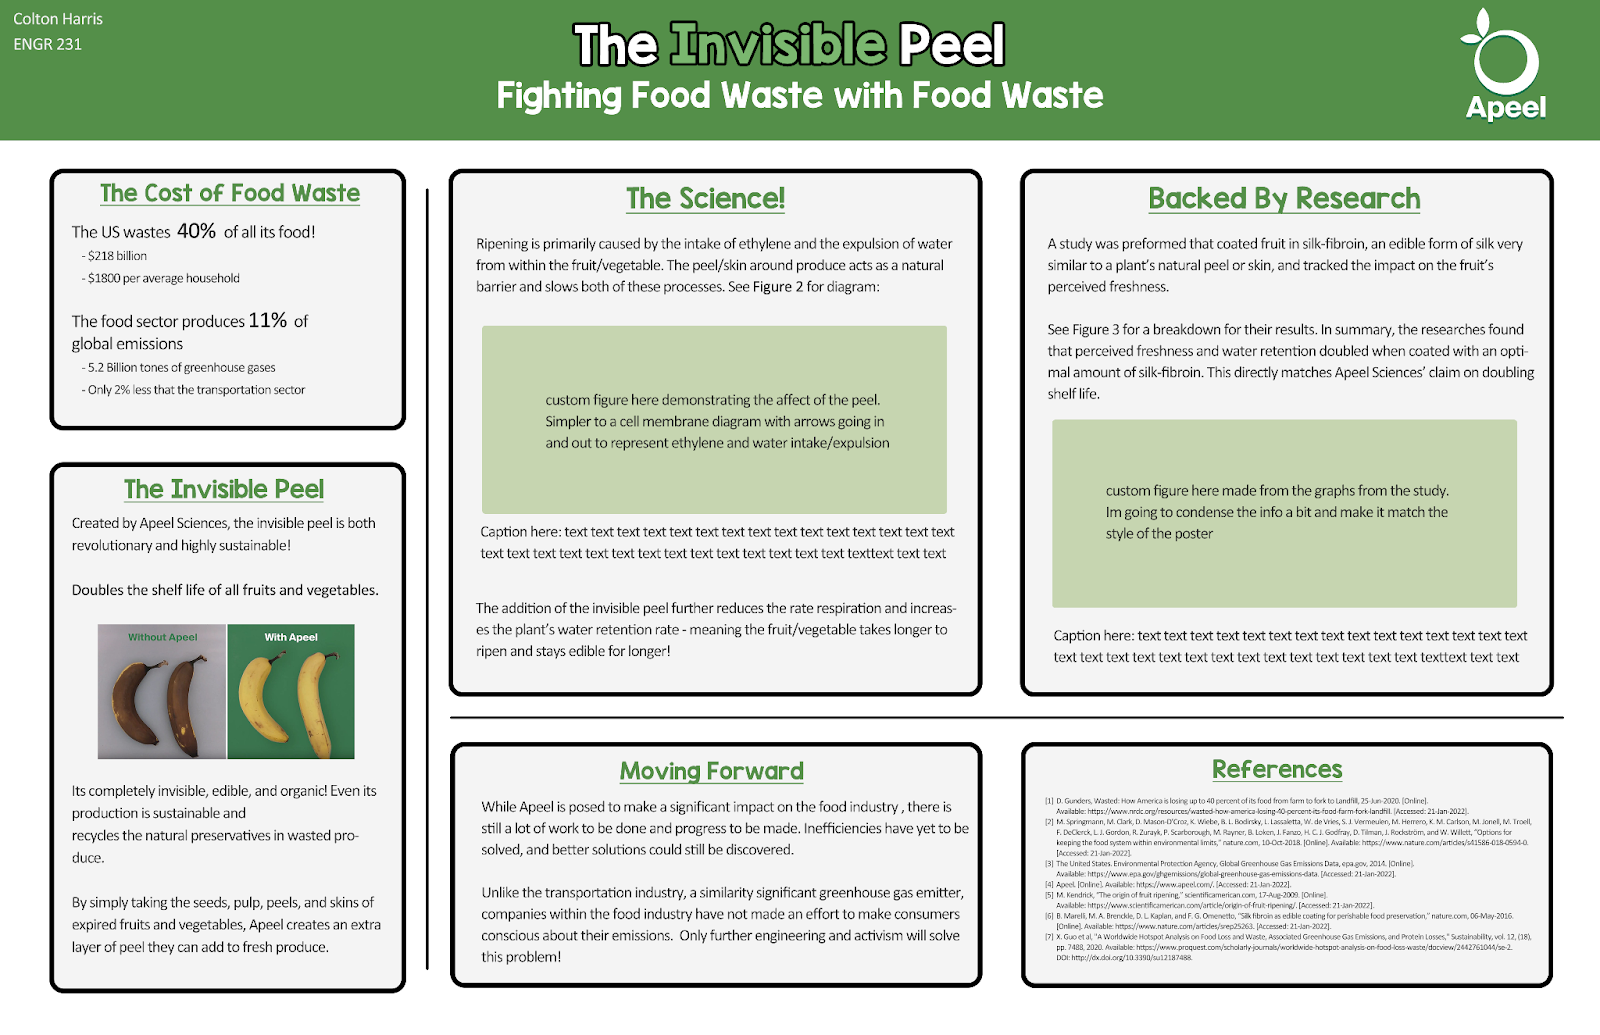 Colton Harris
ENGR 231
The Invisible Peel
Fighting Food Waste with Food Waste
Apeel
The Cost of Food Waste
The US wastes 40% of all its food!
- $218 billion
- $1800 per average household
The food sector produces 11% of
global emissions
- 5.2 Billion tones of greenhouse gases
- Only 2% less that the transportation sector
The Invisible Peel
Created by Apeel Sciences, the invisible peel is both
revolutionary and highly sustainable!
Doubles the shelf life of all fruits and vegetables.
Without Apeel
With Apeel
Its completely invisible, edible, and organic! Even its
production is sustainable and
recycles the natural preservatives in wasted pro-
duce.
By simply taking the seeds, pulp, peels, and skins of
expired fruits and vegetables, Apeel creates an extra
layer of peel they can add to fresh produce.
The Science!
Ripening is primarily caused by the intake of ethylene and the expulsion of water
from within the fruit/vegetable. The peel/skin around produce acts as a natural
barrier and slows both of these processes. See Figure 2 for diagram:
custom figure here demonstrating the affect of the peel.
Simpler to a cell membrane diagram with arrows going in
and out to represent ethylene and water intake/expulsion
Caption here: text text text text text text text text text text text text text text text
text text text text text text text text text text text text text text text texttext text text
The addition of the invisible peel further reduces the rate respiration and increas-
es the plant's water retention rate - meaning the fruit/vegetable takes longer to
ripen and stays edible for longer!
Backed By Research
A study was preformed that coated fruit in silk-fibroin, an edible form of silk very
similar to a plant's natural peel or skin, and tracked the impact on the fruit's
perceived freshness.
See Figure 3 for a breakdown for their results. In summary, the researches found
that perceived freshness and water retention doubled when coated with an opti-
mal amount of silk-fibroin. This directly matches Apeel Sciences' claim on doubling
shelf life.
custom figure here made from the graphs from the study.
Im going to condense the info a bit and make it match the
style of the poster
Caption here: text text text text text text text text text text text text text text text
text text text text text text text text text text text text text text text texttext text text
Moving Forward
While Apeel is posed to make a significant impact on the food industry , there is
still a lot of work to be done and progress to be made. Inefficiencies have yet to be
solved, and better solutions could still be discovered.
Unlike the transportation industry, a similarity significant greenhouse gas emitter,
companies within the food industry have not made an effort to make consumers
conscious about their emissions. Only further engineering and activism will solve
this problem!
References
[1] D. Gunders, Wasted: How America is losing up to 40 percent of its food from farm to fork to Landfill, 25-Jun-2020. [Online].
Available: https://www.nrdc.org/resources/wasted-how-america-losing-40-percent-its-food-farm-fork-landfill. [Accessed: 21-Jan-2022].
[2] M. Springmann, M. Clark, D. Mason-D'Croz, K. Wiebe, B. L. Bodirsky, L. Lassaletta, W. de Vries, S. J. Vermeulen, M. Herrero, K. M. Carlson, M. Jonell, M. Troell,
F. DeClerck, L. J. Gordon, R. Zurayk, P. Scarborough, M. Rayner, B. Loken, J. Fanzo, H. C. J. Godfray, D. Tilman, J. Rockström, and W. Willett, "Options for
keeping the food system within environmental limits," nature.com, 10-Oct-2018. [Online]. Available: https://www.nature.com/articles/s41586-018-0594-0.
[Accessed: 21-Jan-2022].
[3] The United States. Environmental Protection Agency, Global Greenhouse Gas Emissions Data, epa.gov, 2014. [Online].
Available: https://www.epa.gov/ghgemissions/global-greenhouse-gas-emissions-data. [Accessed: 21-Jan-2022].
[4] Apeel. [Online]. Available: https://www.apeel.com/. [Accessed: 21-Jan-2022].
[5] M. Kendrick, "The origin of fruit ripening," scientificamerican.com, 17-Aug-2009. [Online].
Available: https://www.scientificamerican.com/article/origin-of-fruit-ripening/. [Accessed: 21-Jan-2022].
[6] B. Marelli, M. A. Brenckle, D. L. Kaplan, and F. G. Omenetto, "Silk fibroin as edible coating for perishable food preservation," nature.com, 06-May-2016.
[Online]. Available: https://www.nature.com/articles/srep25263. [Accessed: 21-Jan-2022].
[7] X. Guo et al, "A Worldwide Hotspot Analysis on Food Loss and Waste, Associated Greenhouse Gas Emissions, and Protein Losses," Sustainability, vol. 12, (18),
pp. 7488, 2020. Available: https://www.proquest.com/scholarly-journals/worldwide-hotspot-analysis-on-food-loss-waste/docview/2442761044/se-2.
DOI: http://dx.doi.org/10.3390/su12187488.